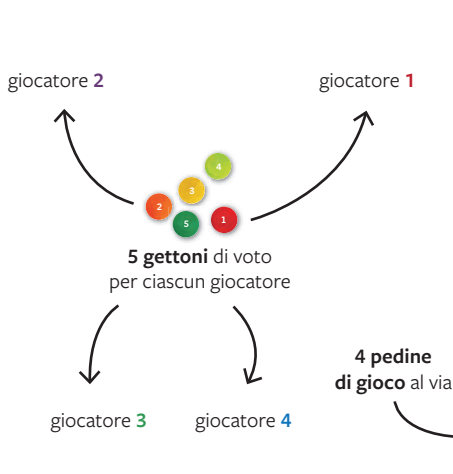 giocatore 2
giocatore 1
4
3
2
5
1
5 gettoni di voto
per ciascun giocatore
4 pedine
di gioco al via
giocatore 3
giocatore 4